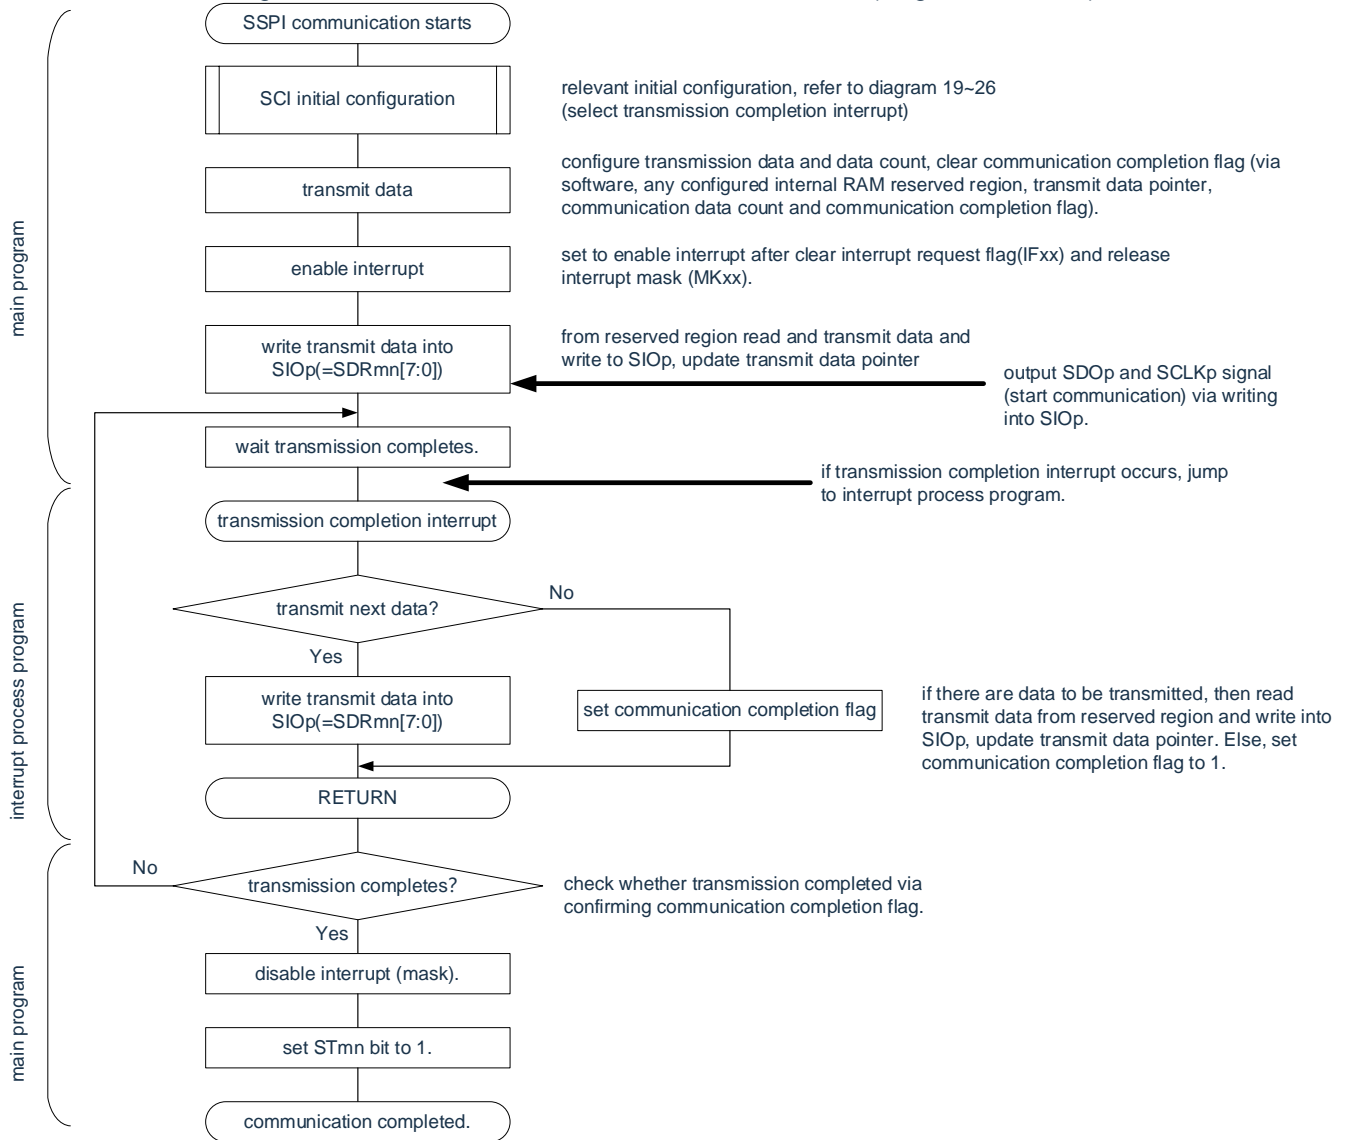 SSPI communication starts
SCI initial configuration
relevant initial configuration, refer to diagram 19~26
(select transmission completion interrupt)
transmit data
configure transmission data and data count, clear communication completion flag (via
software, any configured internal RAM reserved region, transmit data pointer,
communication data count and communication completion flag).
main program
enable interrupt
set to enable interrupt after clear interrupt request flag(IFxx) and release
interrupt mask (MKxx).
write transmit data into
SIOp(=SDRmn[7:0])
from reserved region read and transmit data and
write to SIOp, update transmit data pointer
output SDOp and SCLKp signal
(start communication) via writing
into SIOp.
wait transmission completes.
if transmission completion interrupt occurs, jump
to interrupt process program.
transmission completion interrupt
transmit next data?
No
Yes
interrupt process program
write transmit data into
SIOp(=SDRmn[7:0])
set communication completion flag
if there are data to be transmitted, then read
transmit data from reserved region and write into
SIOp, update transmit data pointer. Else, set
communication completion flag to 1.
RETURN
No
transmission completes?
check whether transmission completed via
confirming communication completion flag.
Yes
main program
disable interrupt (mask).
set STmn bit to 1.
communication completed.